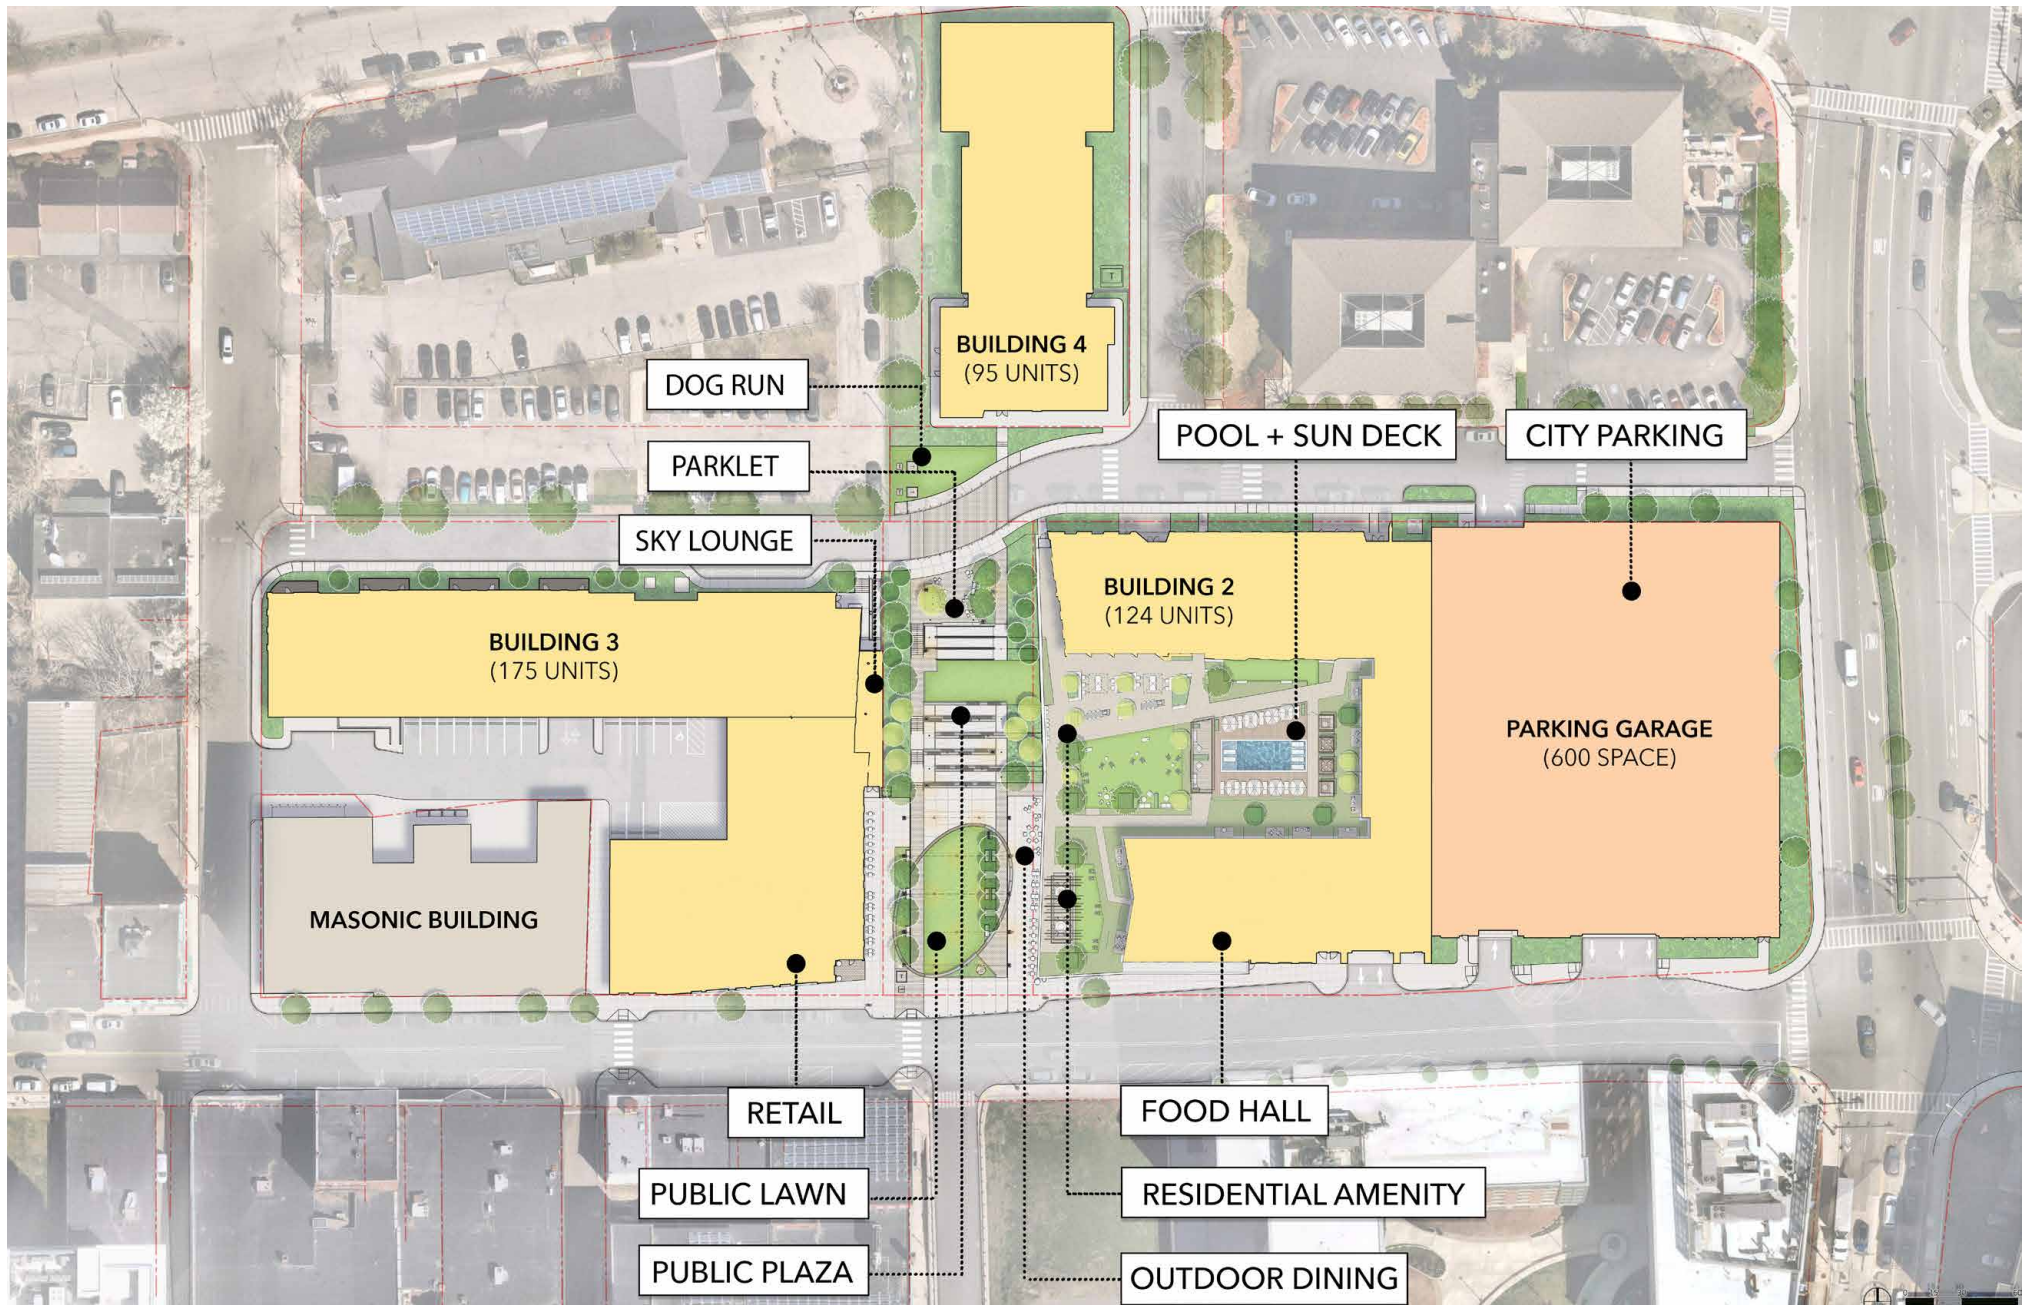 BUILDING 4
(95 UNITS)
DOG RUN
POOL + SUN DECK
CITY PARKING
PARKLET
SKY LOUNGE
BUILDING 2
(124 UNITS)
BUILDING 3
(175 UNITS)
PARKING GARAGE
(600 SPACE)
MASONIC BUILDING
RETAIL
FOOD HALL
PUBLIC LAWN
RESIDENTIAL AMENITY
PUBLIC PLAZA
OUTDOOR DINING